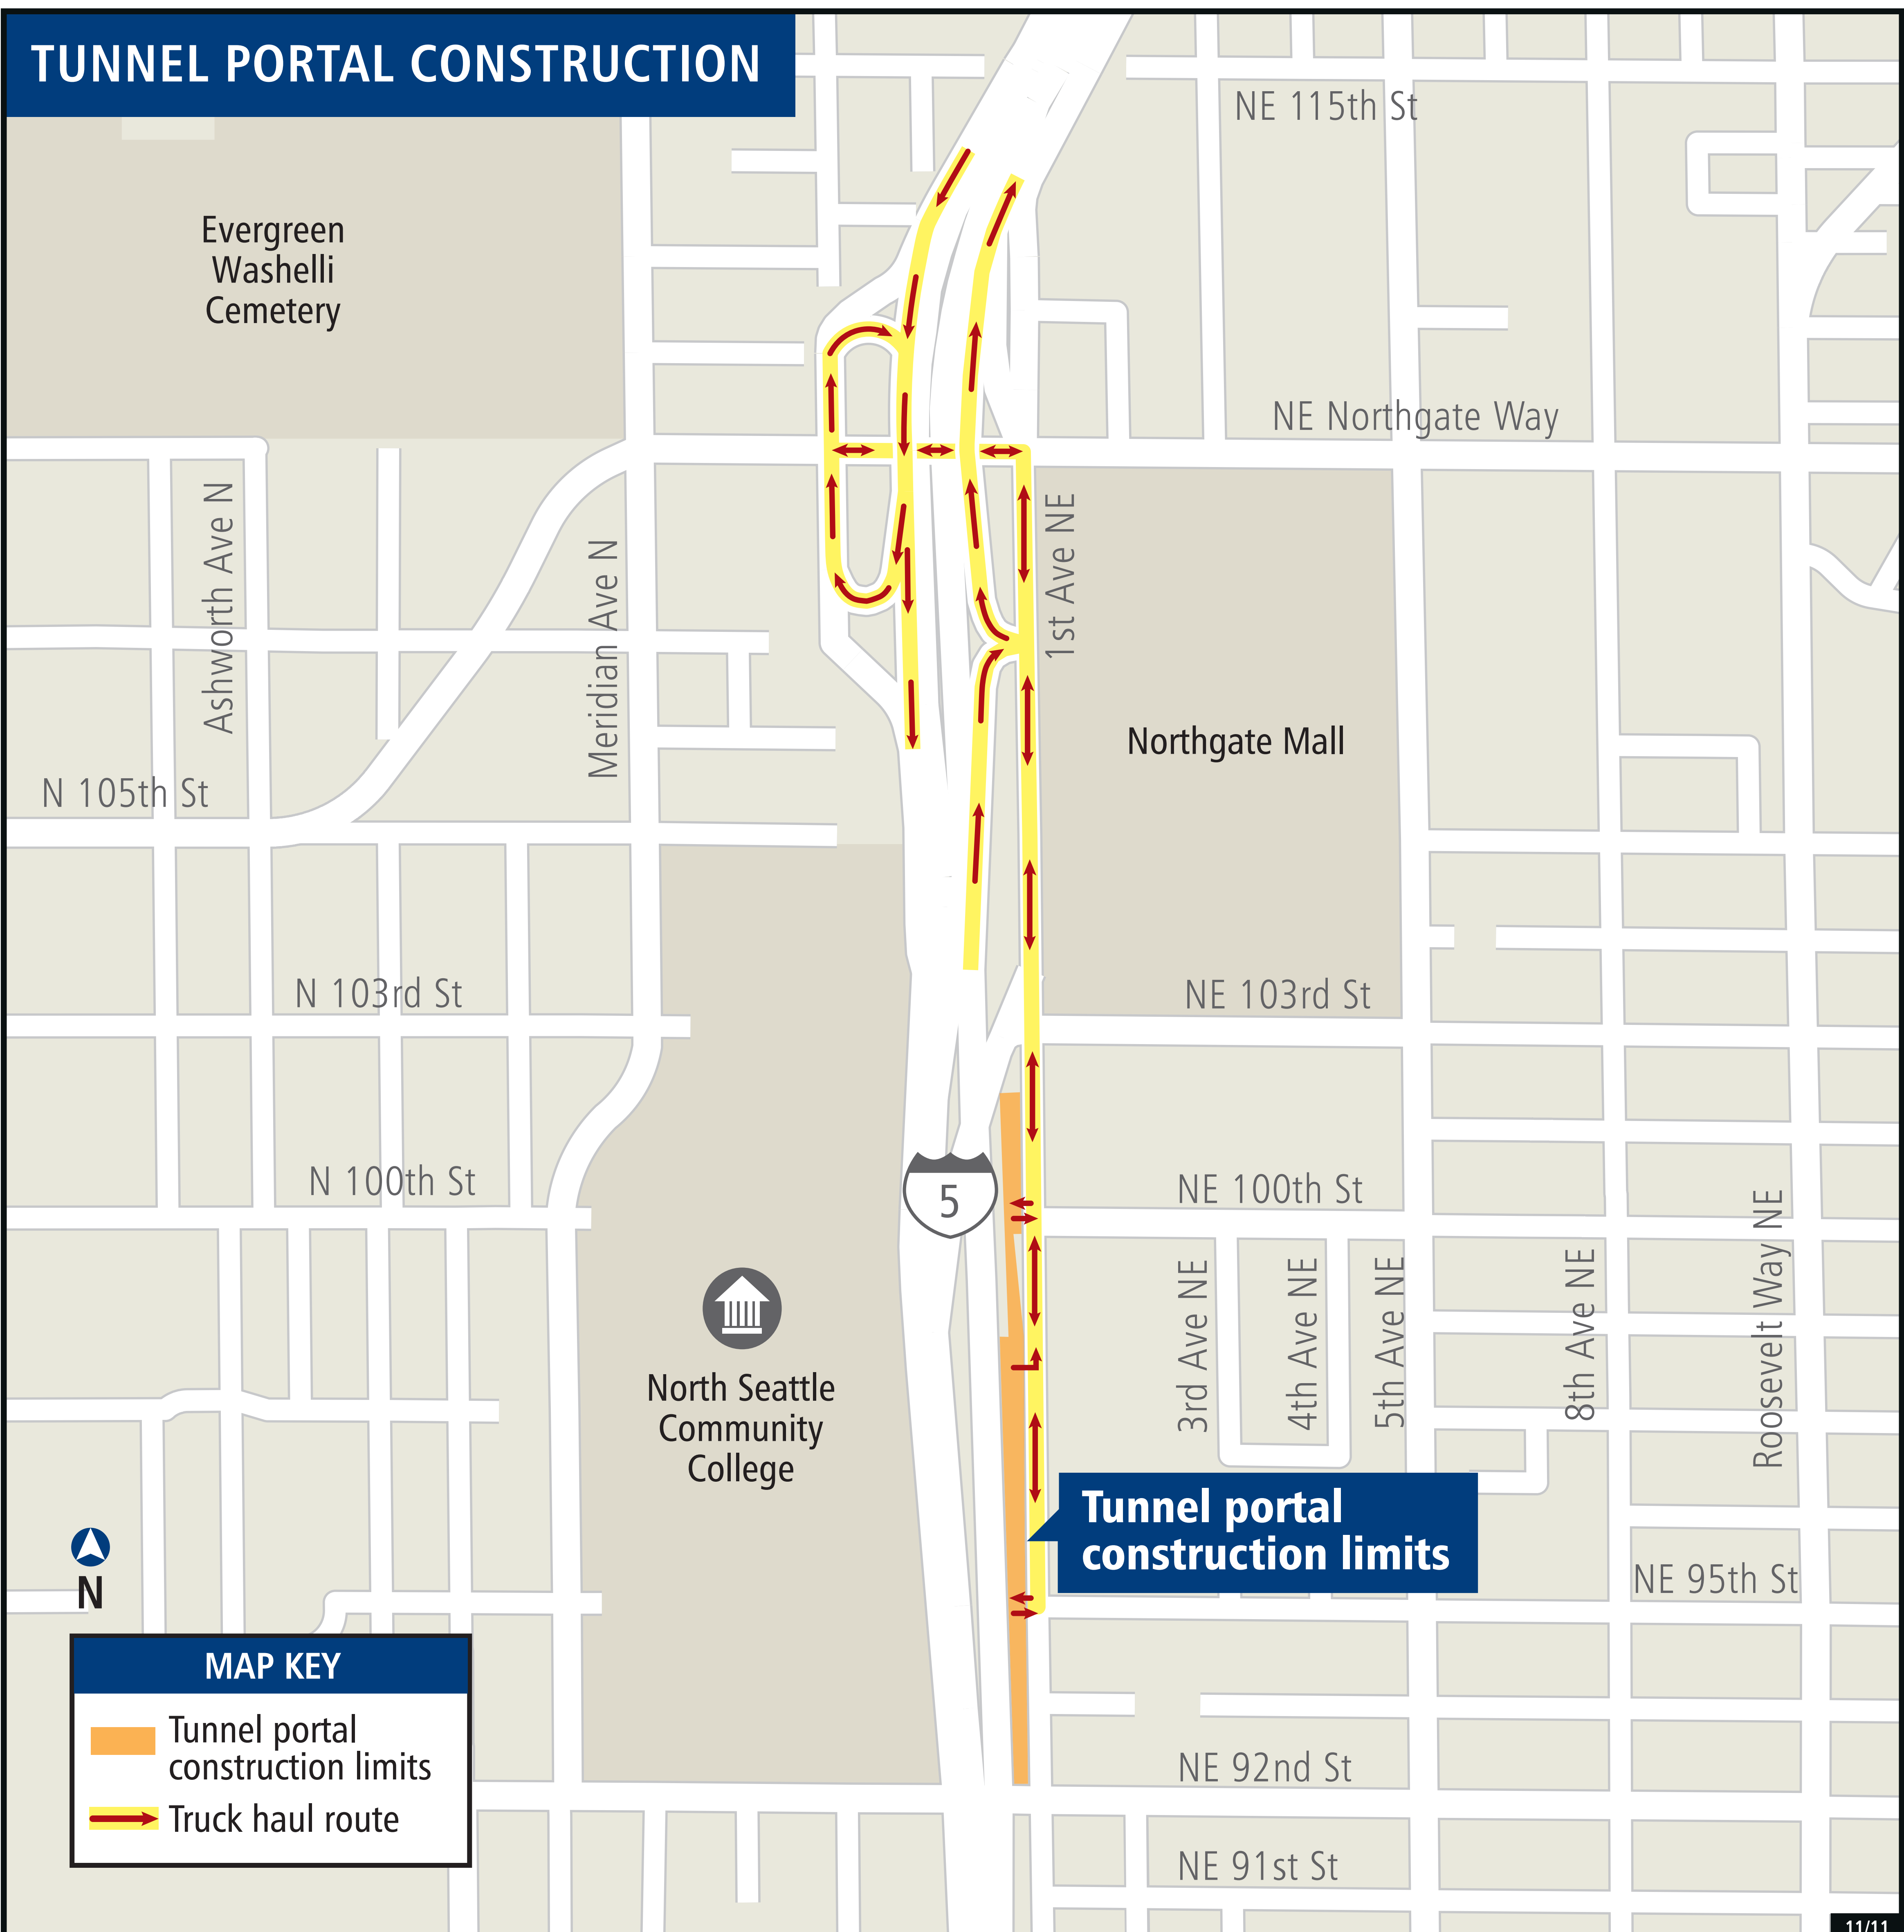 TUNNEL PORTAL CONSTRUCTION
NE 115th St
Evergreen
Washelli
Cemetery
NE Northgate Way
Ashworth Ave N
Meridian Ave N
1st Ave NE
Northgate Mall
N 105th St
N 103rd St
NE 103rd St
N 100th St
NE 100th St
5
3rd Ave NE
4th Ave NE
5th Ave NE
8th Ave NE
Roosevelt Way NE
North Seattle
Community
College
Tunnel portal
construction limits
NE 95th St
N
MAP KEY
Tunnel portal
construction limits
Truck haul route
NE 92nd St
NE 91st St
11/11